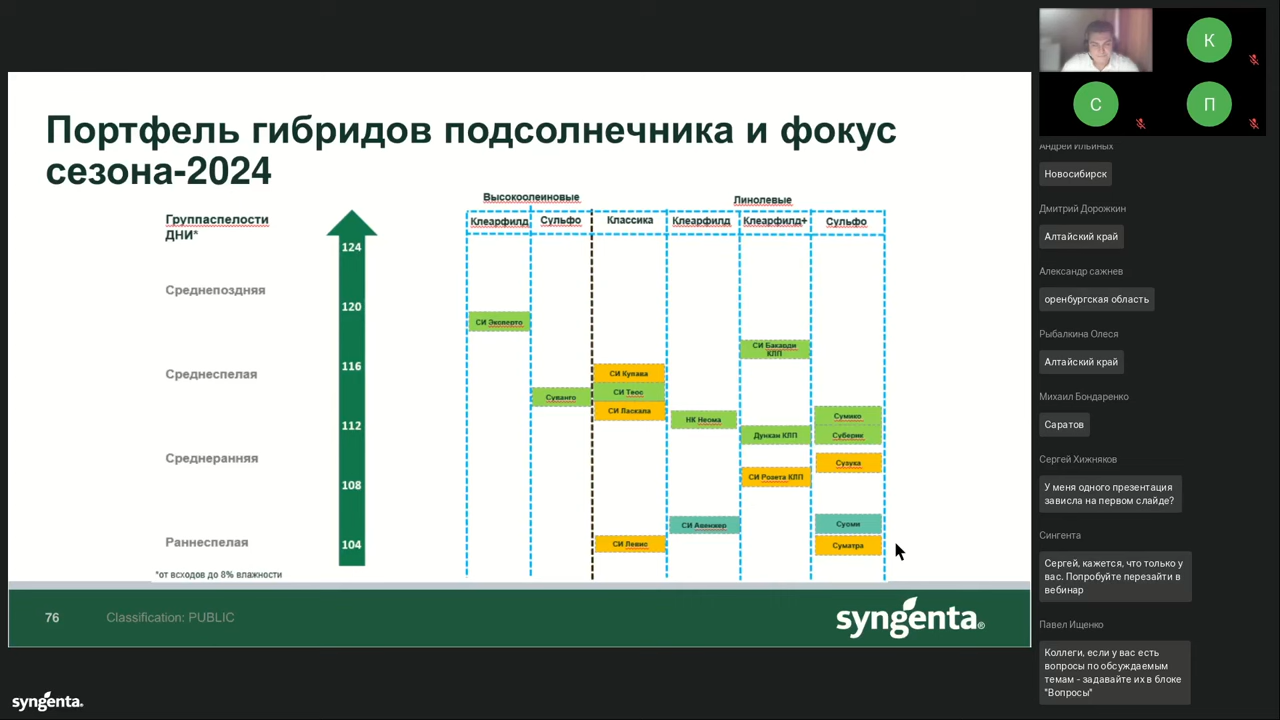 Портфель гибридов подсолнечника и фокус
сезона-2024
Группаспелости
ДНИ*
Высокоолеиновые
Линолевые
Клеарфилд
Сульфо
Классика
Клеарфилд
Клеарфилд+
Сульфо
124
Среднепоздняя
120
СИ Эксперто
СИ Бакарди
КЛП
116
Среднеспелая
СИ Купава
СИ Теос
Суванго
СИ Ласкала
НК Неома
Сумико
112
Дункан КЛП
Суберик
Среднеранняя
Сузука
СИ Розета КЛП
108
СИ Авенжер
Сусми
Раннеспелая
104
СИ Левис
Суматра
*от всходов до 8% влажности
76
Classification: PUBLIC
syngenta®
syngenta.
К
С
П
Андрей Ильиных
Новосибирск
Дмитрий Дорожкин
Алтайский край
Александр сажнев
оренбургская область
Рыбалкина Олеся
Алтайский край
Михаил Бондаренко
Саратов
Сергей Хижняков
У меня одного презентация
зависла на первом слайде?
Сингента
Сергей, кажется, что только у
вас. Попробуйте перезайти в
вебинар
Павел Ищенко
Коллеги, если у вас есть
вопросы по обсуждаемым
темам - задавайте их в блоке
"Вопросы"